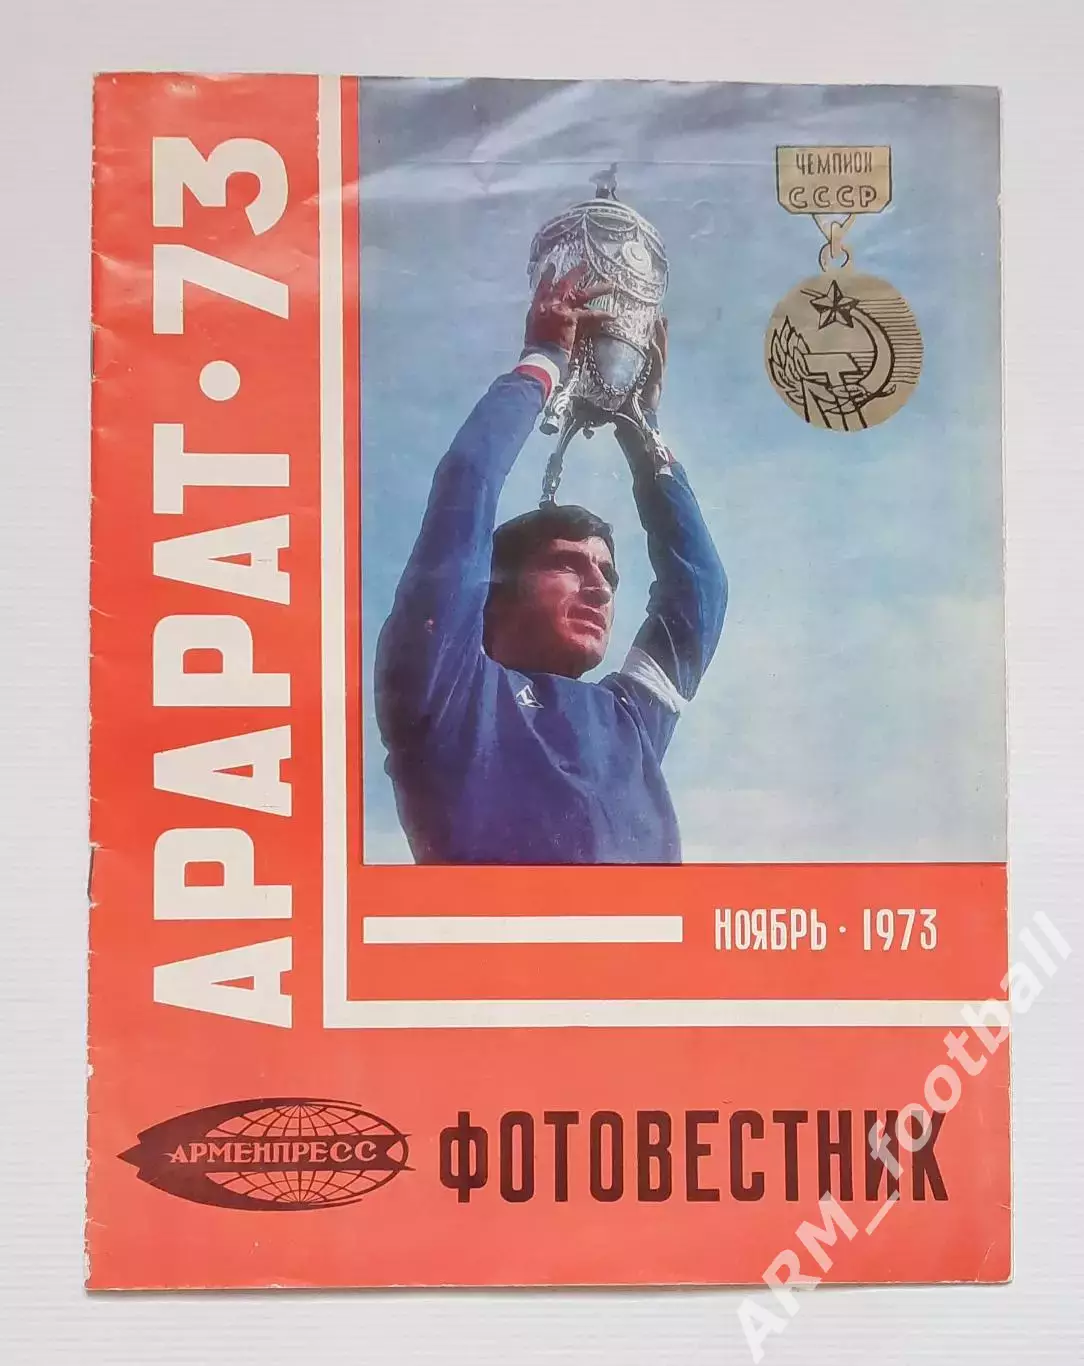 АРАРАТ·73
ЧЕМПИОН
СССР
НОЯБРЬ · 1973
АРМЕНПРЕСС
ФОТОВЕСТНИК
ARM_football